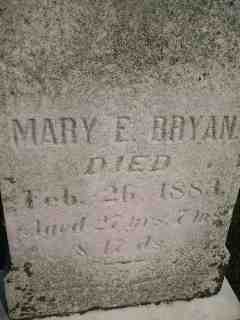 MARY E. BRYAN.
DIED
Feb. 26, 1884.
Aged 27 yrs. 7 ms.
& 17 ds.